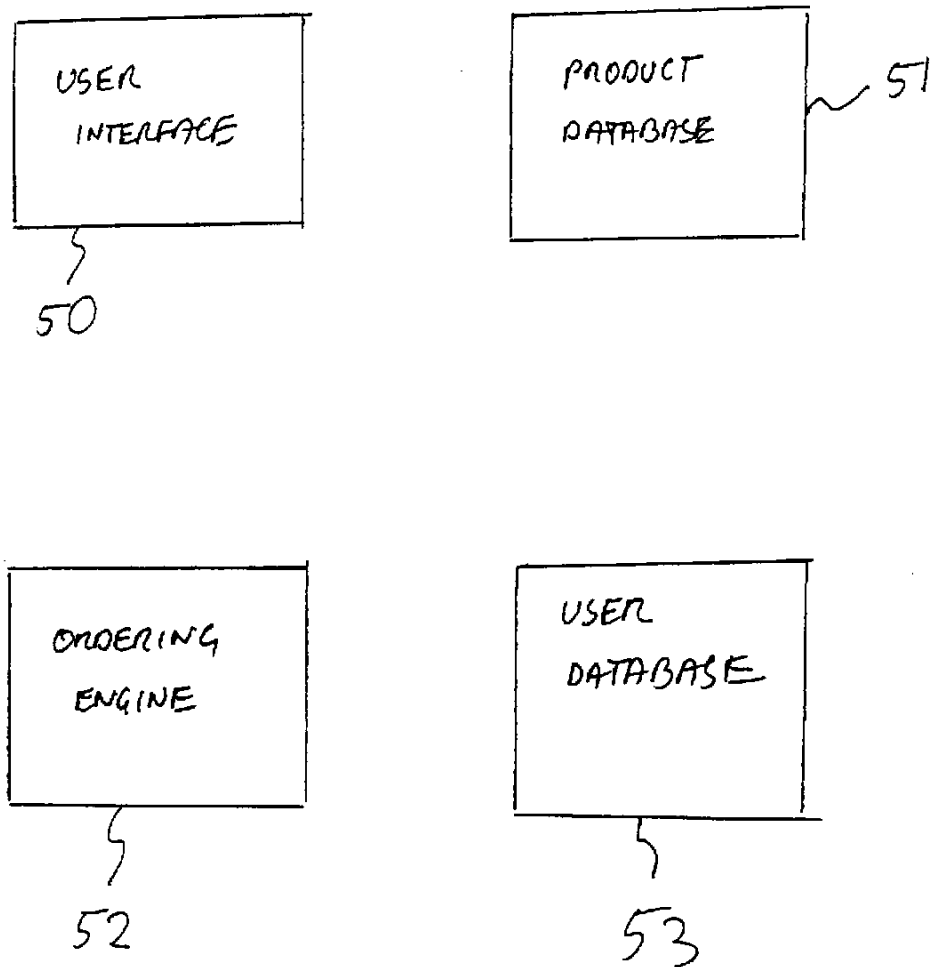 USER
INTERFACE
50
PRODUCT
DATABASE
51
ORDERING
ENGINE
52
USER
DATABASE
53